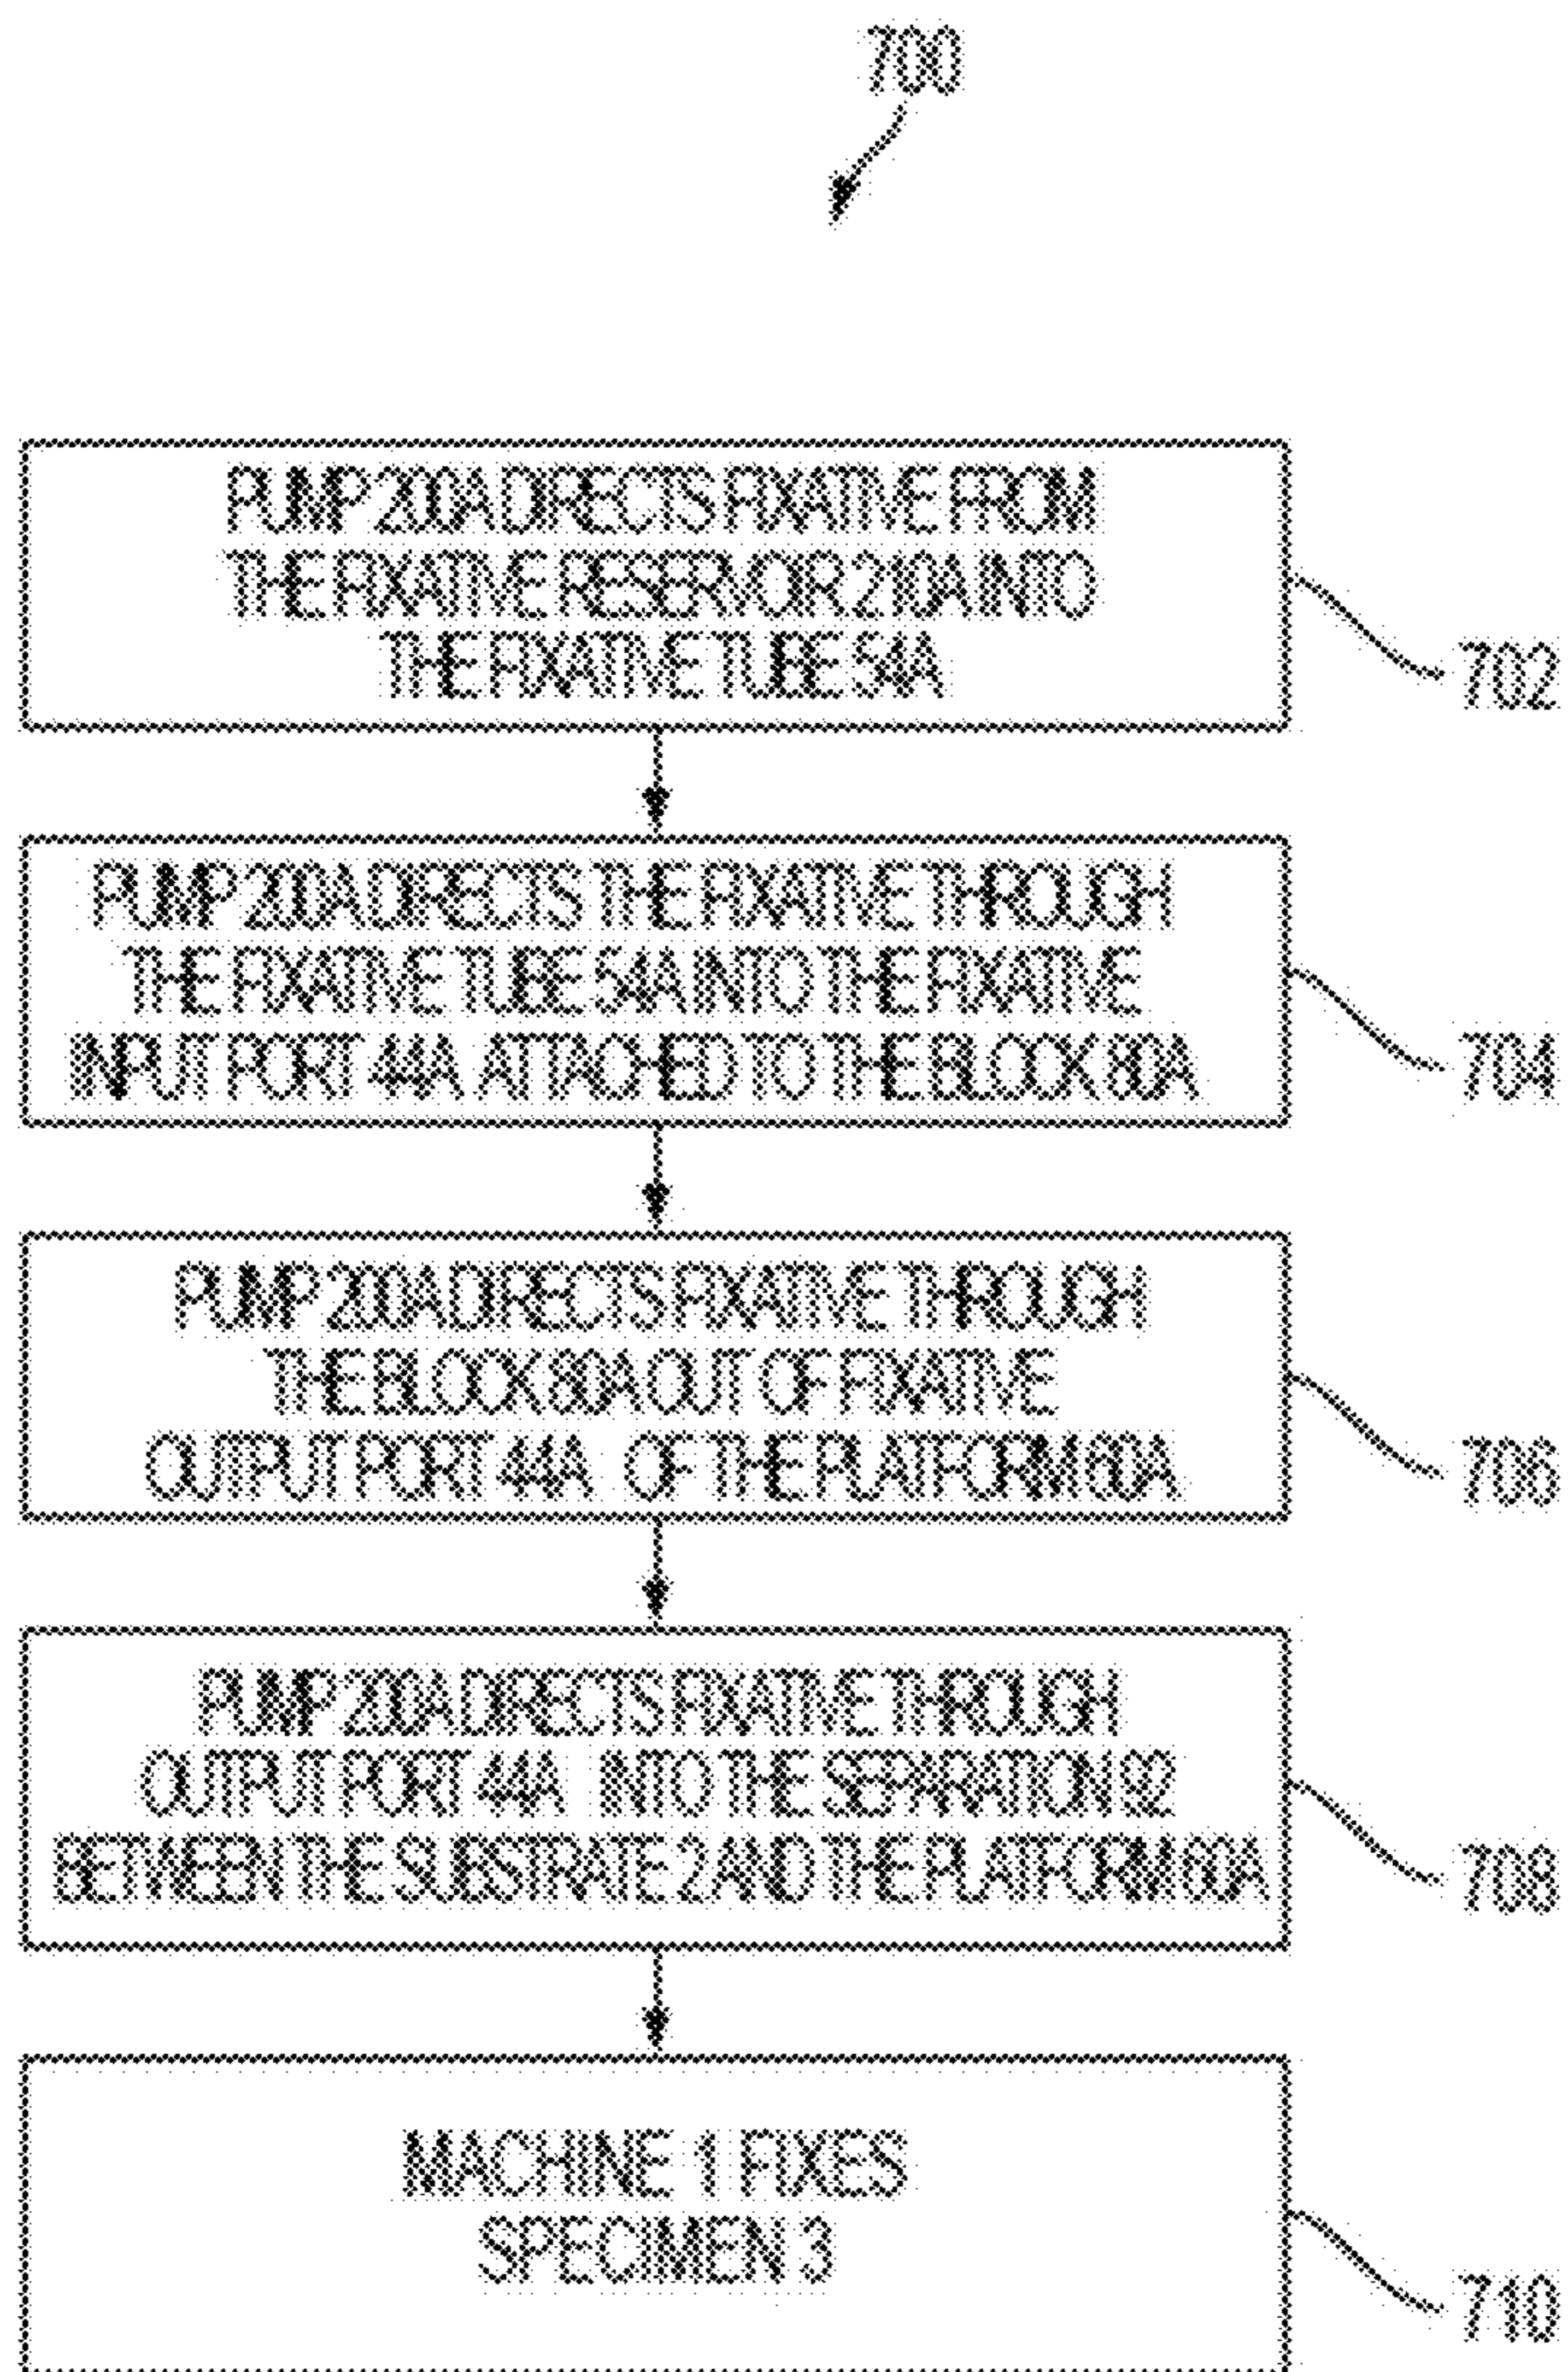 700
PUMP 200A DIRECTS FIXATIVE FROM
THE FIXATIVE RESERVOIR 210A INTO
THE FIXATIVE TUBE 54A
702
PUMP 200A DIRECTS THE FIXATIVE THROUGH
THE FIXATIVE TUBE 54A INTO THE FIXATIVE
INPUT PORT 44A ATTACHED TO THE BLOCK 80A
704
PUMP 200A DIRECTS FIXATIVE THROUGH
THE BLOCK 80A OUT OF FIXATIVE
OUTPUT PORT 44A OF THE PLATFORM 60A
706
PUMP 200A DIRECTS FIXATIVE THROUGH
OUTPUT PORT 44A INTO THE SEPARATION 92
BETWEEN THE SUBSTRATE 2 AND THE PLATFORM 60A
708
MACHINE 1 FIXES
SPECIMEN 3
710